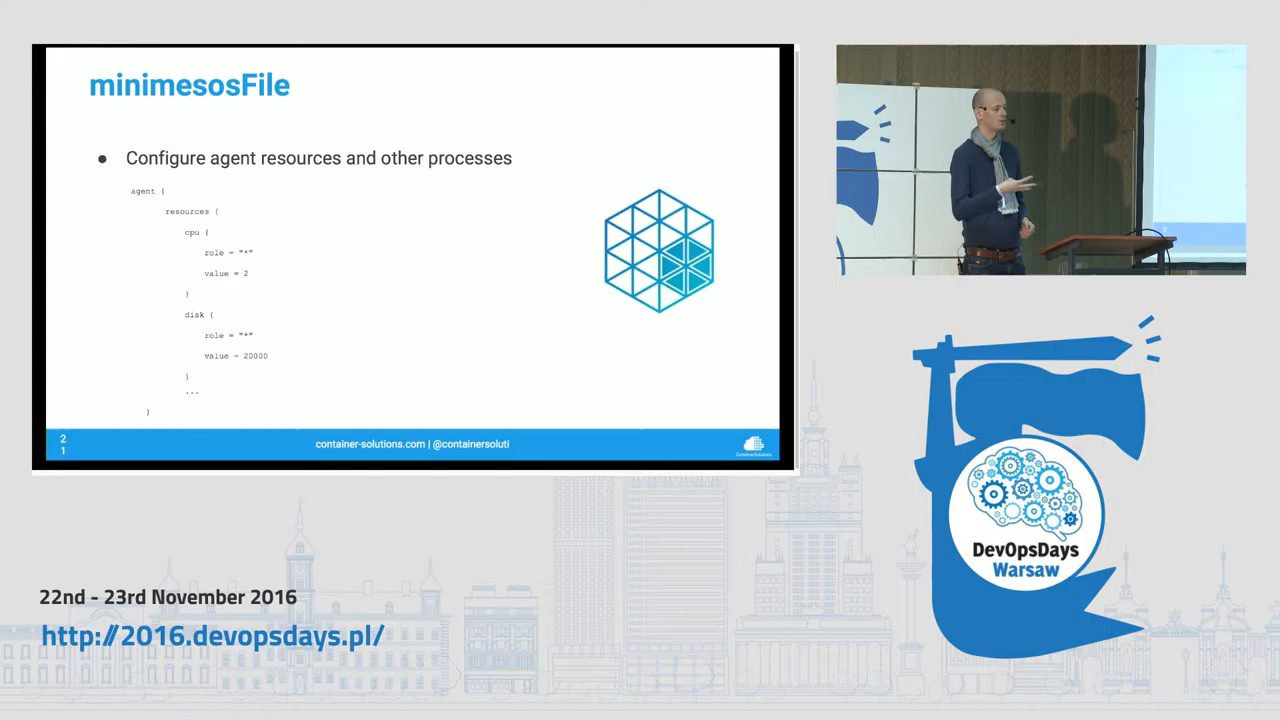 minimesosFile
● Configure agent resources and other processes
agent {
resources {
cpu {
role = "*"
value = 2
}
disk {
role = "*"
value = 20000
}
...
}
2
1
container-solutions.com | @containersoluti
ContainerSolutions
DevOpsDays
Warsaw
22nd - 23rd November 2016
http://2016.devopsdays.pl/